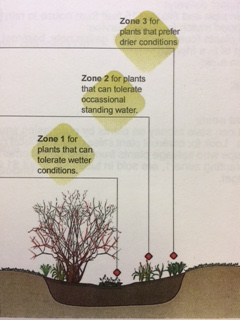 Zone 3 for
plants that prefer
drier conditions
Zone 2 for plants
that can tolerate
occassional
standing water.
Zone 1 for
plants that can
tolerate wetter
conditions.